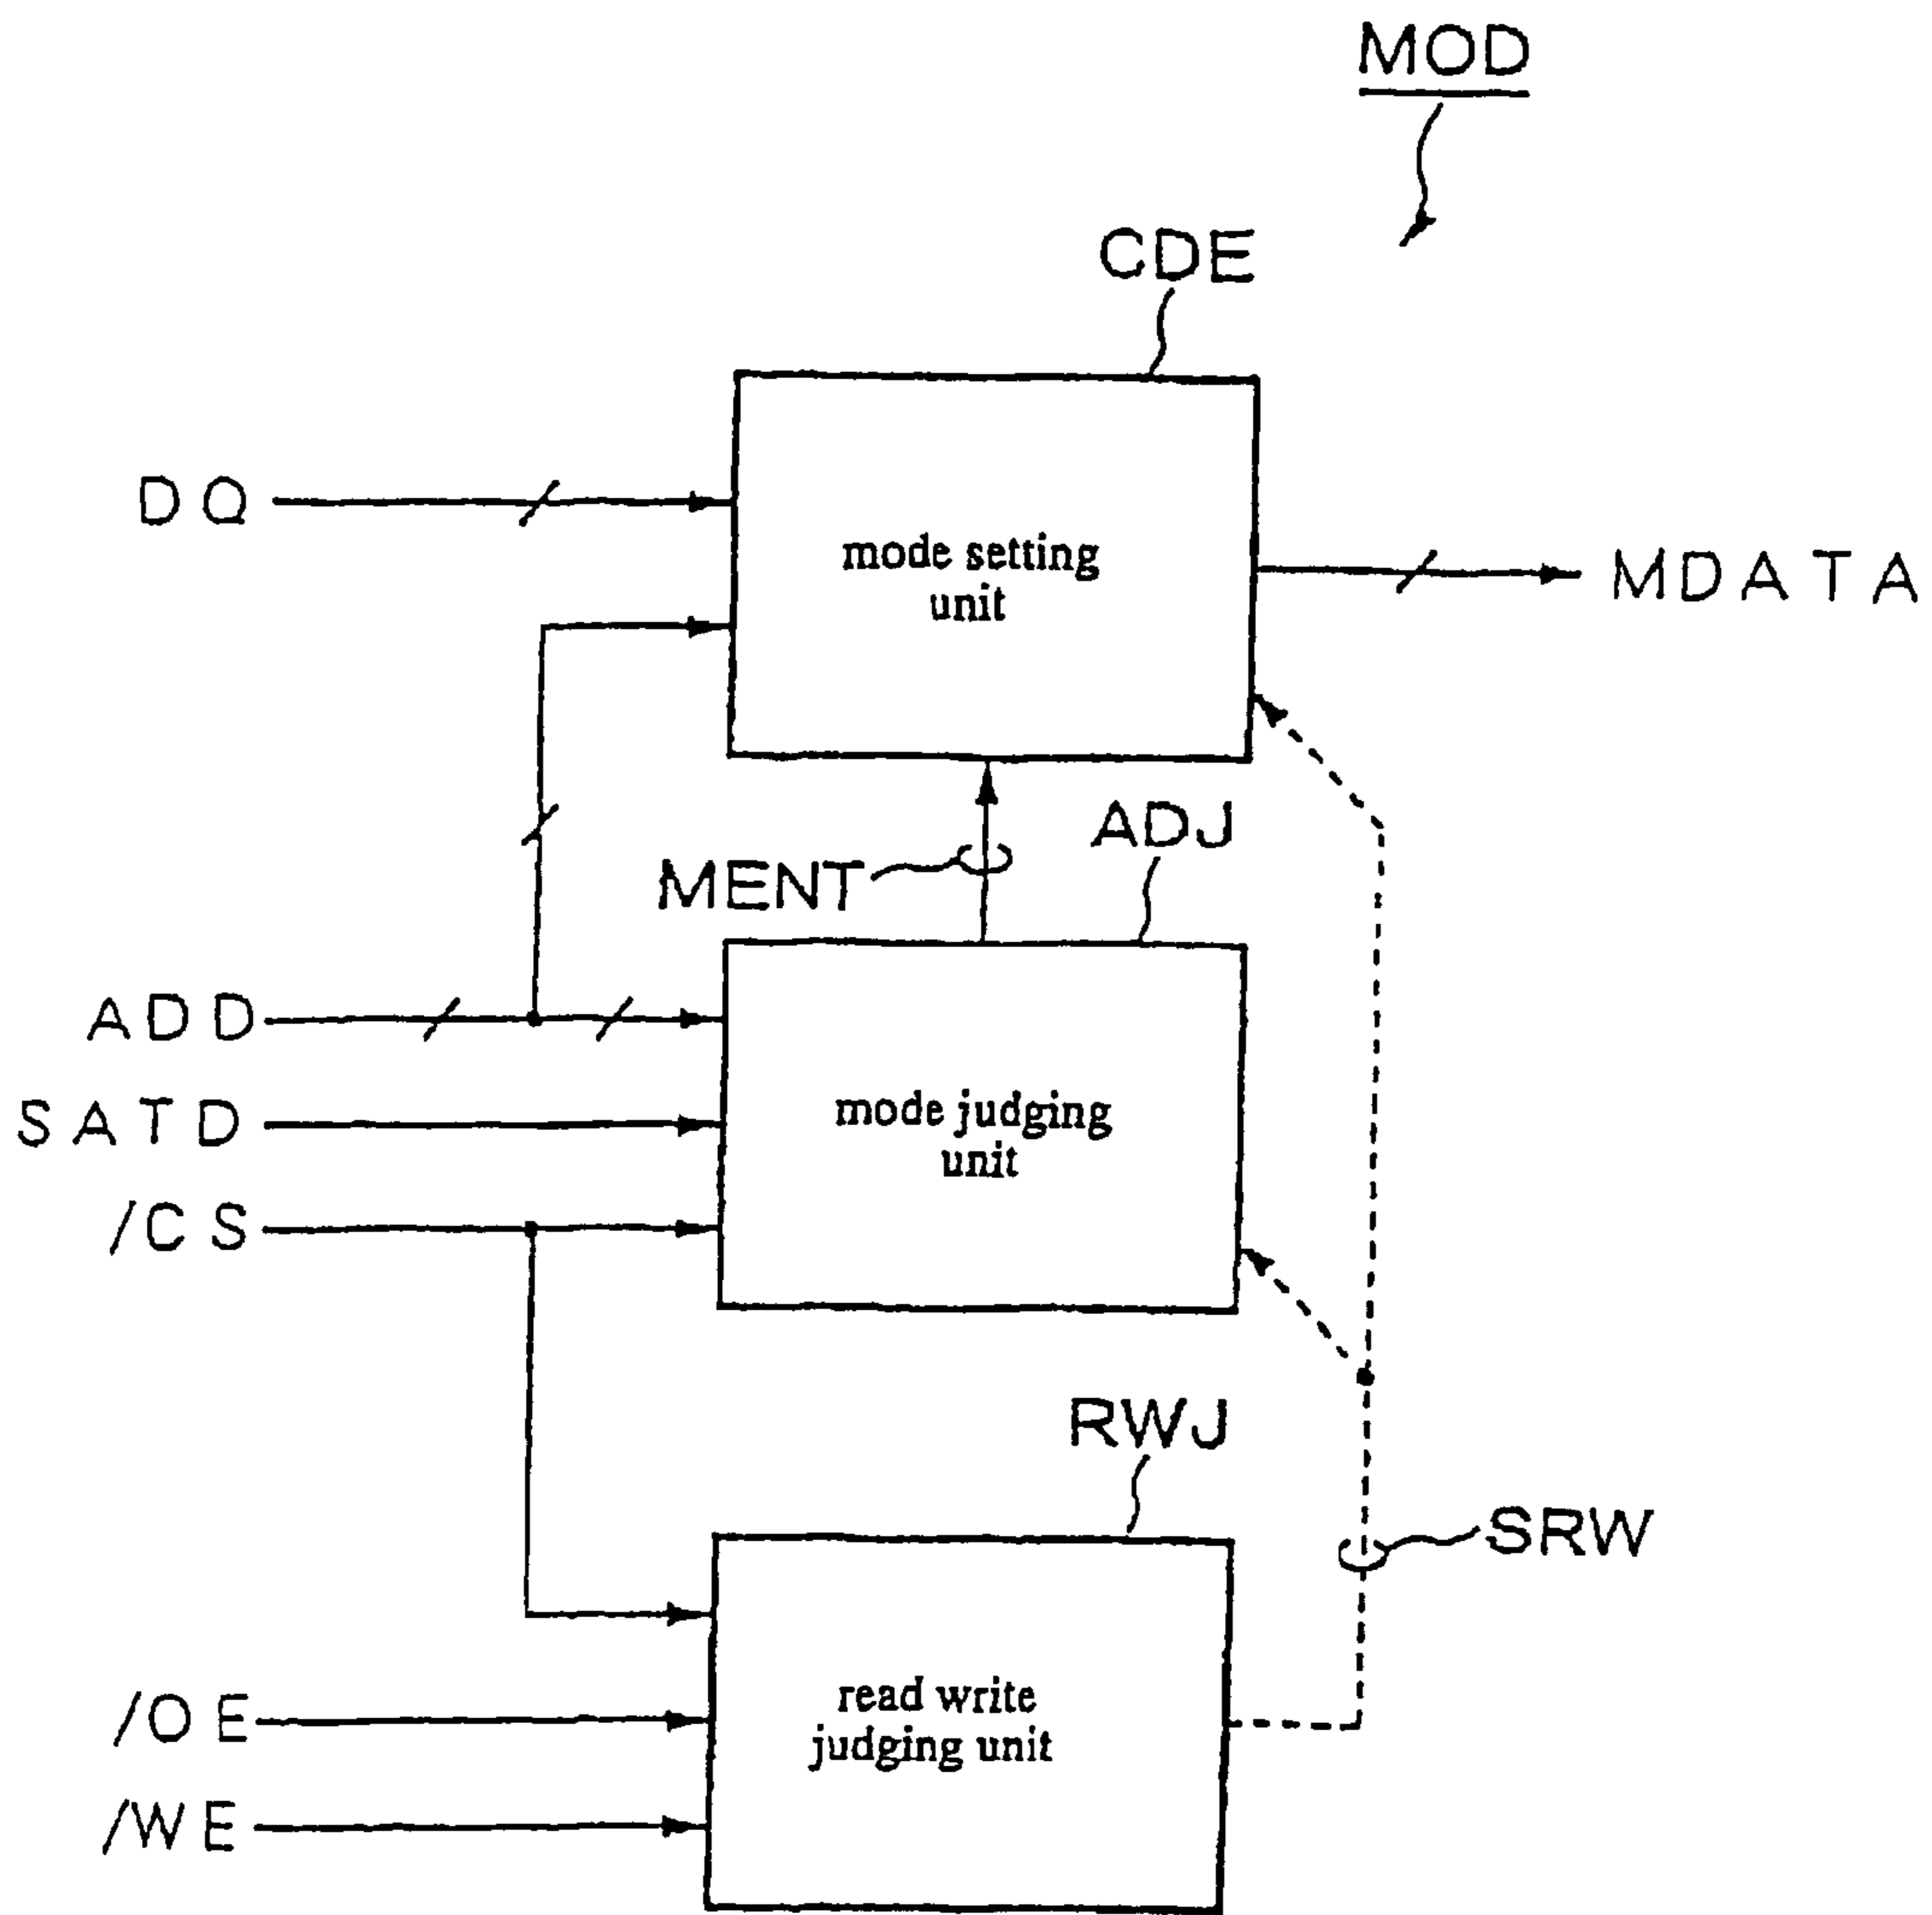 MOD
CDE
DQ
mode setting
unit
MDATA
ADJ
MENT
ADD
mode judging
unit
SATD
/CS
RWJ
SRW
read write
judging unit
/OE
/WE